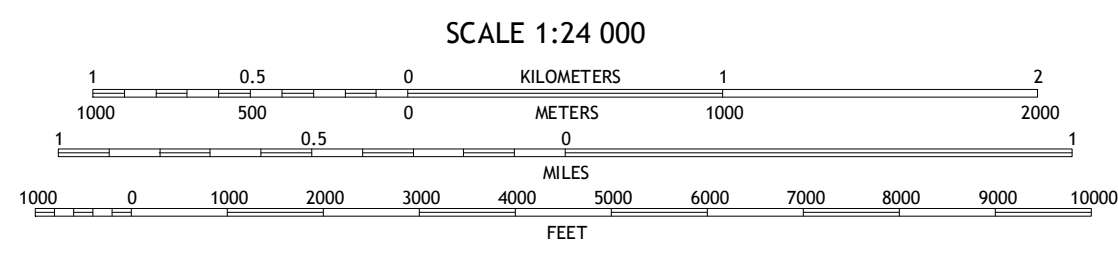 SCALE 1:24 000
1 0.5 0 KILOMETERS 1 2
1000 500 0 METERS 1000 2000
1 0.5 0 1
MILES
1000 0 1000 2000 3000 4000 5000 6000 7000 8000 9000 10000
FEET